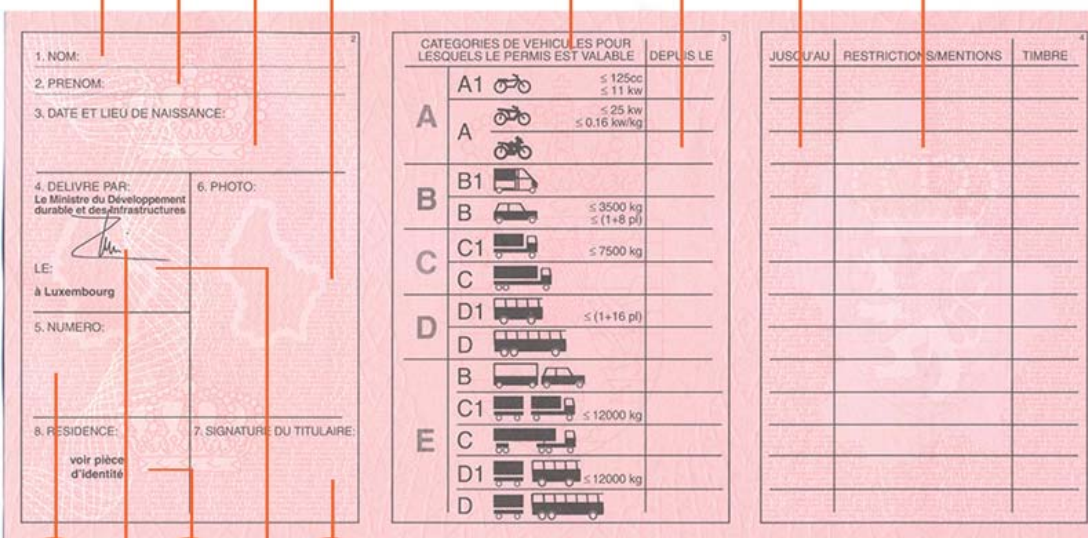 2
1. NOM:
2. PRENOM:
3. DATE ET LIEU DE NAISSANCE:
4. DELIVRE PAR:
Le Ministre du Développement
durable et des Infrastructures
LE:
à Luxembourg
5. NUMERO:
6. PHOTO:
8. RESIDENCE:
voir pièce
d'identité
7. SIGNATURE DU TITULAIRE:
3
CATEGORIES DE VEHICULES POUR
LESQUELS LE PERMIS EST VALABLE
DEPUIS LE
A
A1 ≤ 125cc
≤ 11 kw
A ≤ 25 kw
≤ 0.16 kw/kg
B
B1
B ≤ 3500 kg
≤ (1+8 pl)
C
C1 ≤ 7500 kg
C
D
D1 ≤ (1+16 pl)
D
E
B
C1 ≤ 12000 kg
C
D1 ≤ 12000 kg
D
4
JUSQU'AU RESTRICTIONS/MENTIONS TIMBRE